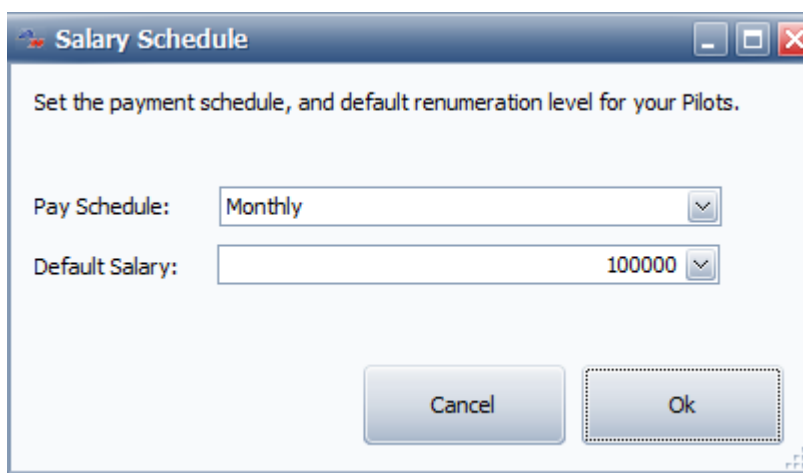 Salary Schedule
Set the payment schedule, and default renumeration level for your Pilots.
Pay Schedule: Monthly
Default Salary: 100000
Cancel Ok